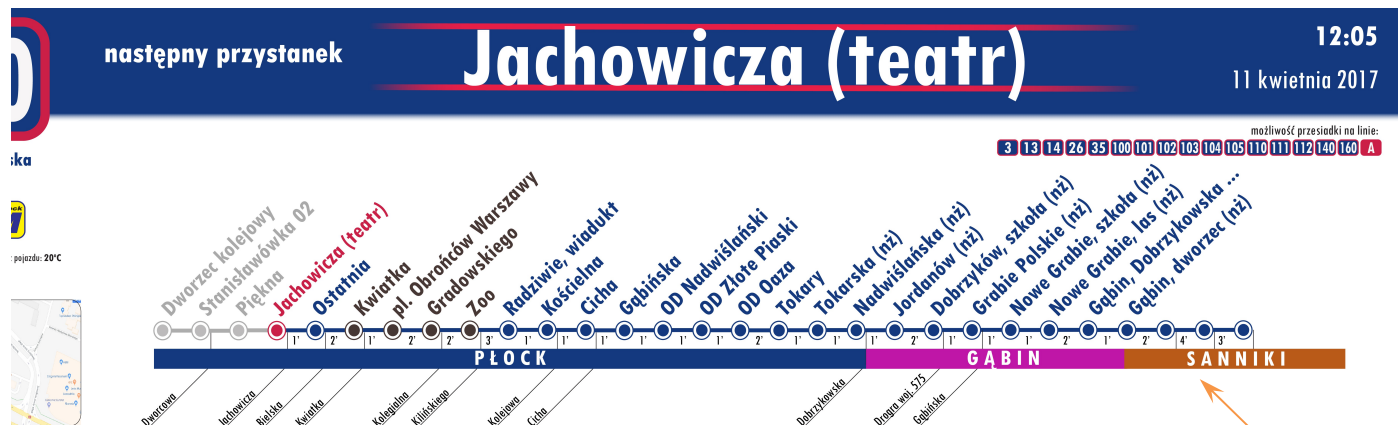 następny przystanek
Jachowicza (teatr)
12:05
11 kwietnia 2017
możliwość przesiadki na linie:
3 13 14 26 35 100 101 102 103 104 105 110 111 112 140 160 A
ska
pojazdu: 20°C
Dworzec kolejowy
Stanisławówka 02
Piękna
Jachowicza (teatr)
Ostatnia
Kwiatka
pl. Obrońców Warszawy
Gradowskiego
Zoo
Radziwie, wiadukt
Kościelna
Cicha
Gąbińska
OD Nadwiślański
OD Złote Piaski
OD Oaza
Tokary
Tokarska (nż)
Nadwiślańska (nż)
Jordanów (nż)
Dobrzyków, szkoła (nż)
Grabie Polskie (nż)
Nowe Grabie, szkoła (nż)
Nowe Grabie, las (nż)
Gąbin, Dobrzykowska ...
Gąbin, dworzec (nż)
1' 2' 1' 2' 2' 3' 1' 1' 1' 1' 1' 1' 2' 1' 1' 1' 2' 1' 1' 1' 2' 1' 2' 4' 3'
PŁOCK GĄBIN SANNIKI
Dworcowa
Jachowicza
Bielska
Kwiatka
Kolegialna
Kilińskiego
Kolejowa
Cicha
Dobrzykowska
Droga woj. 575
Gąbińska